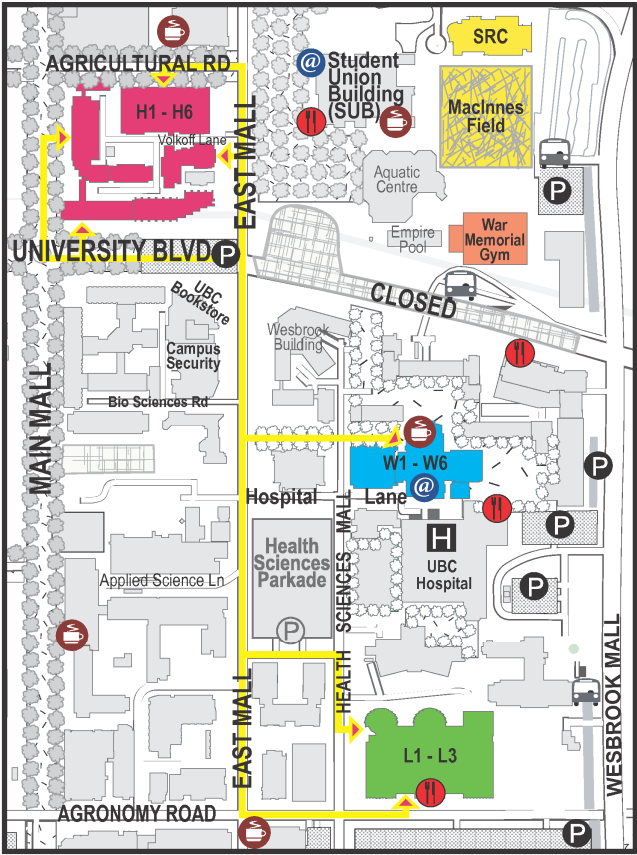 AGRICULTURAL RD
SRC
@
Student
Union
Building
(SUB)
H1 - H6
MacInnes
Field
Volkoff Lane
EAST MALL
Aquatic
Centre
P
War
Memorial
Gym
Empire
Pool
UNIVERSITY BLVD
P
CLOSED
UBC
Bookstore
Wesbrook
Building
Campus
Security
MAIN MALL
Bio Sciences Rd
W1 - W6
@
P
Hospital Lane
P
H
UBC
Hospital
Health
Sciences
Parkade
P
HEALTH SCIENCES MALL
Applied Science Ln
P
WESBROOK MALL
EAST MALL
L1 - L3
AGRONOMY ROAD
P